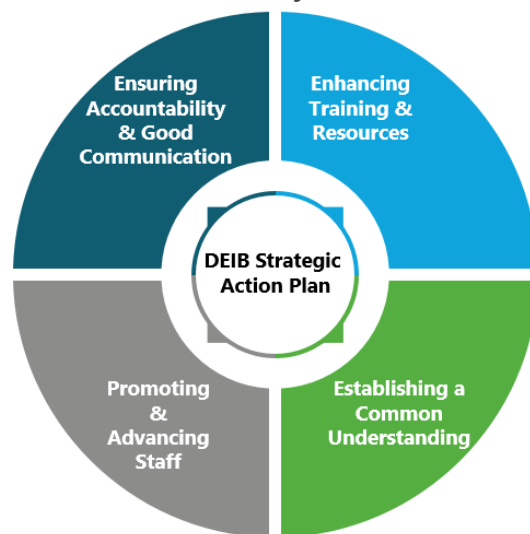 Ensuring
Accountability
& Good
Communication
Enhancing
Training &
Resources
DEIB Strategic
Action Plan
Promoting
&
Advancing
Staff
Establishing a
Common
Understanding